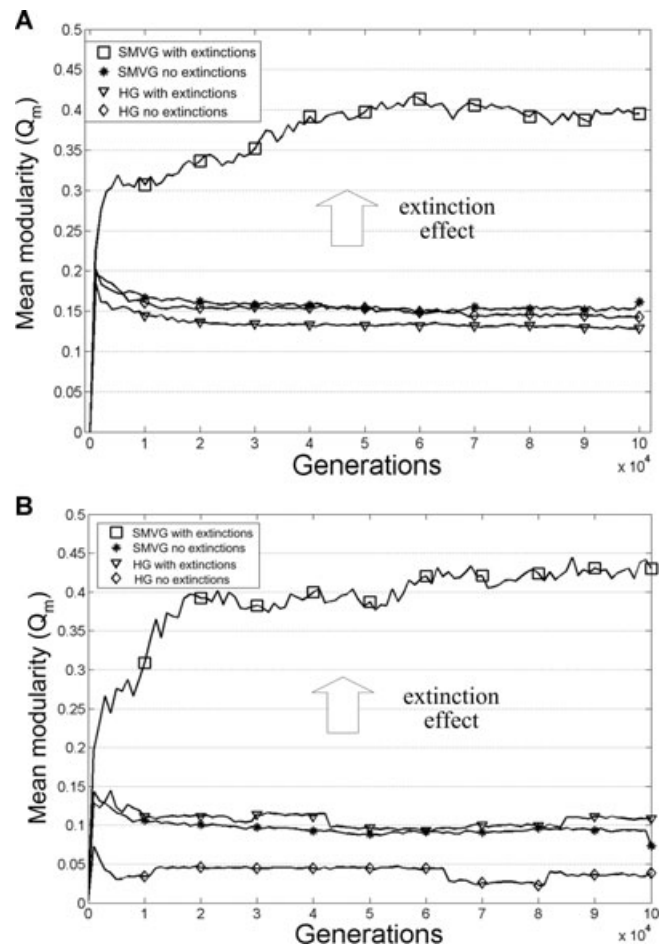 A
0.5
0.45
0.4
0.35
0.3
0.25
0.2
0.15
0.1
0.05
0
Mean modularity (Qm)
SMVG with extinctions
SMVG no extinctions
HG with extinctions
HG no extinctions
extinction
effect
0 1 2 3 4 5 6 7 8 9 10
x 10^4
Generations
B
0.5
0.45
0.4
0.35
0.3
0.25
0.2
0.15
0.1
0.05
0
Mean modularity (Qm)
SMVG with extinctions
SMVG no extinctions
HG with extinctions
HG no extinctions
extinction
effect
0 1 2 3 4 5 6 7 8 9 10
x 10^4
Generations